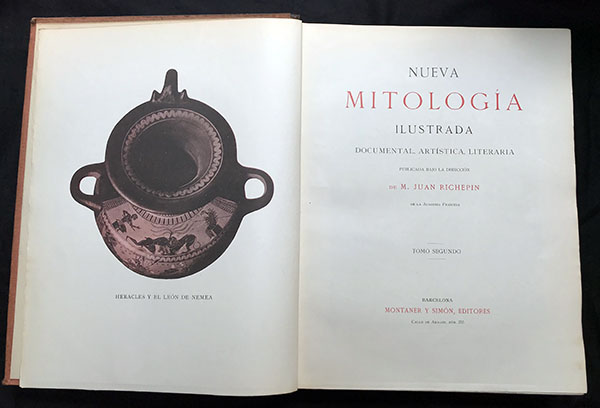 HERACLES Y EL LEÓN DE NEMEA
NUEVA
MITOLOGÍA
ILUSTRADA
DOCUMENTAL, ARTÍSTICA, LITERARIA
PUBLICADA BAJO LA DIRECCIÓN
DE M. JUAN RICHEPIN
DE LA ACADEMIA FRANCESA
TOMO SEGUNDO
BARCELONA
MONTANER Y SIMÓN, EDITORES
CALLE DE ARAGÓN, NÚM. 255